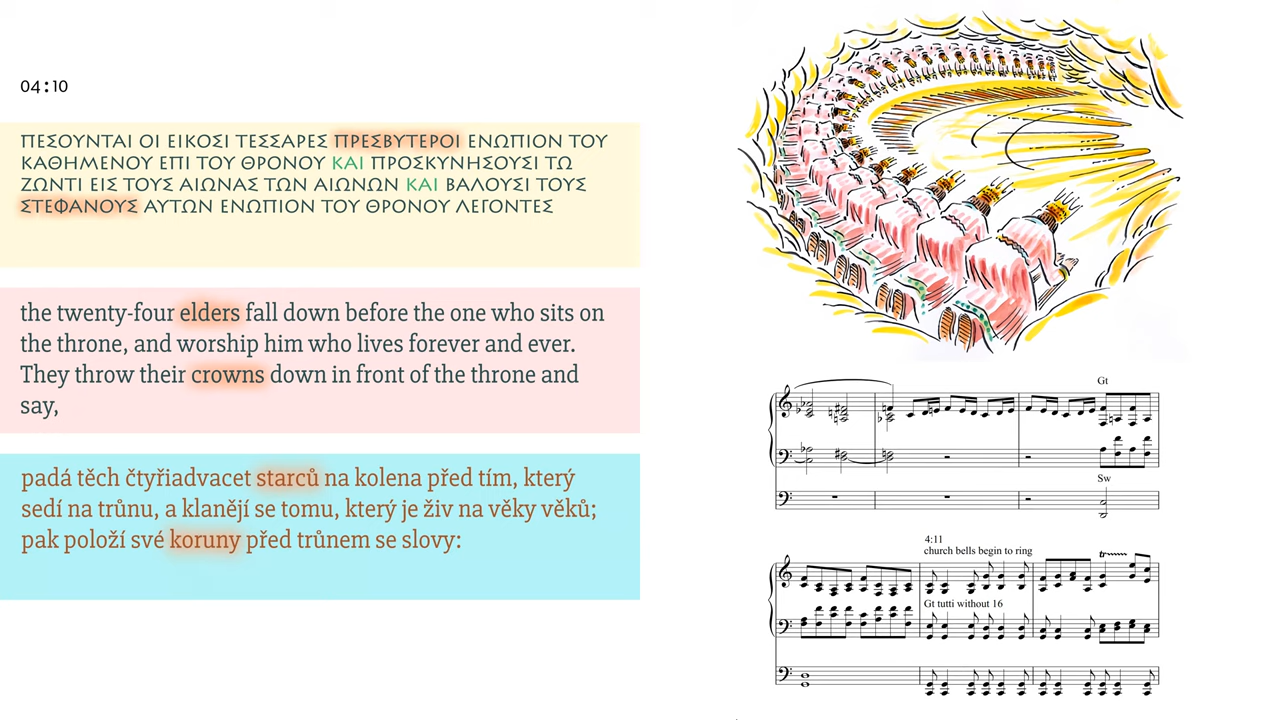 04:10
ΠΕΣΟΥΝΤΑΙ ΟΙ ΕΙΚΟΣΙ ΤΕΣΣΑΡΕΣ ΠΡΕΣΒΥΤΕΡΟΙ ΕΝΩΠΙΟΝ ΤΟΥ
ΚΑΘΗΜΕΝΟΥ ΕΠΙ ΤΟΥ ΘΡΟΝΟΥ ΚΑΙ ΠΡΟΣΚΥΝΗΣΟΥΣΙ ΤΩ
ΖΩΝΤΙ ΕΙΣ ΤΟΥΣ ΑΙΩΝΑΣ ΤΩΝ ΑΙΩΝΩΝ ΚΑΙ ΒΑΛΟΥΣΙ ΤΟΥΣ
ΣΤΕΦΑΝΟΥΣ ΑΥΤΩΝ ΕΝΩΠΙΟΝ ΤΟΥ ΘΡΟΝΟΥ ΛΕΓΟΝΤΕΣ
the twenty-four elders fall down before the one who sits on
the throne, and worship him who lives forever and ever.
They throw their crowns down in front of the throne and
say,
padá těch čtyřiadvacet starců na kolena před tím, který
sedí na trůnu, a klanějí se tomu, který je živ na věky věků;
pak položí své koruny před trůnem se slovy:
Gt
Sw
4:11
church bells begin to ring
tr
Gt tutti without 16